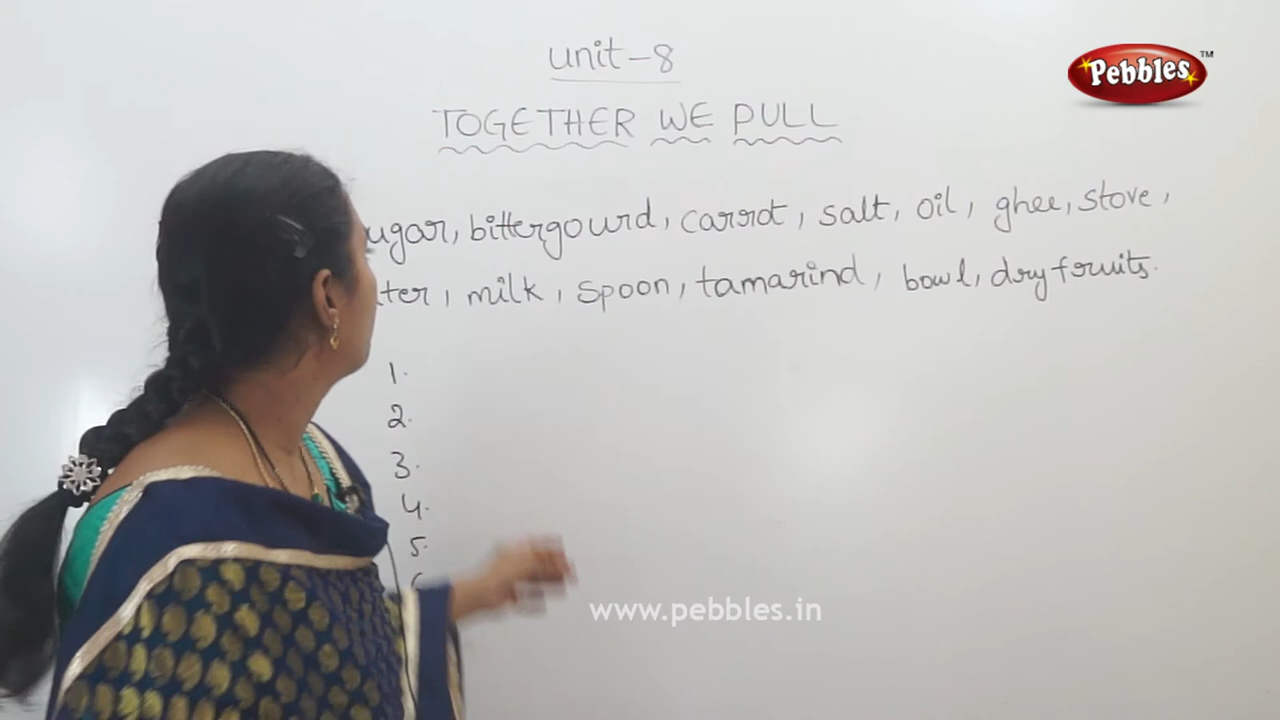 unit-8
Pebbles™
TOGETHER WE PULL
ugar, bittergourd, carrot, salt, oil, ghee, stove,
ter, milk, spoon, tamarind, bowl, dry fruits.
1.
2.
3.
4.
5.
www.pebbles.in